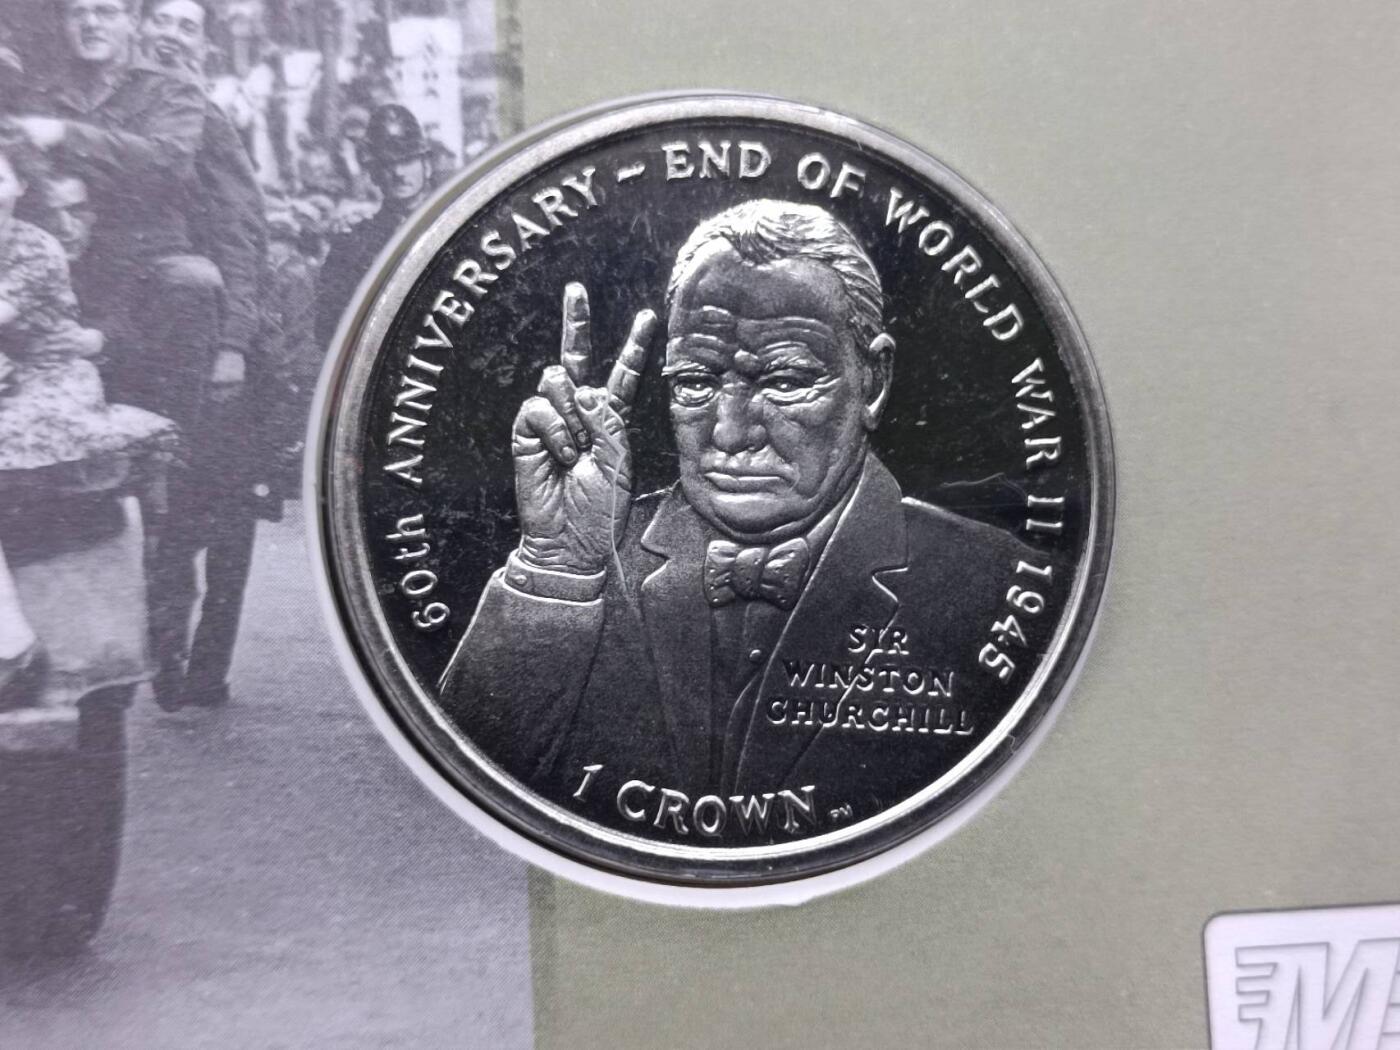 60th ANNIVERSARY – END OF WORLD WAR II 1945
SIR
WINSTON
CHURCHILL
1 CROWN
PM